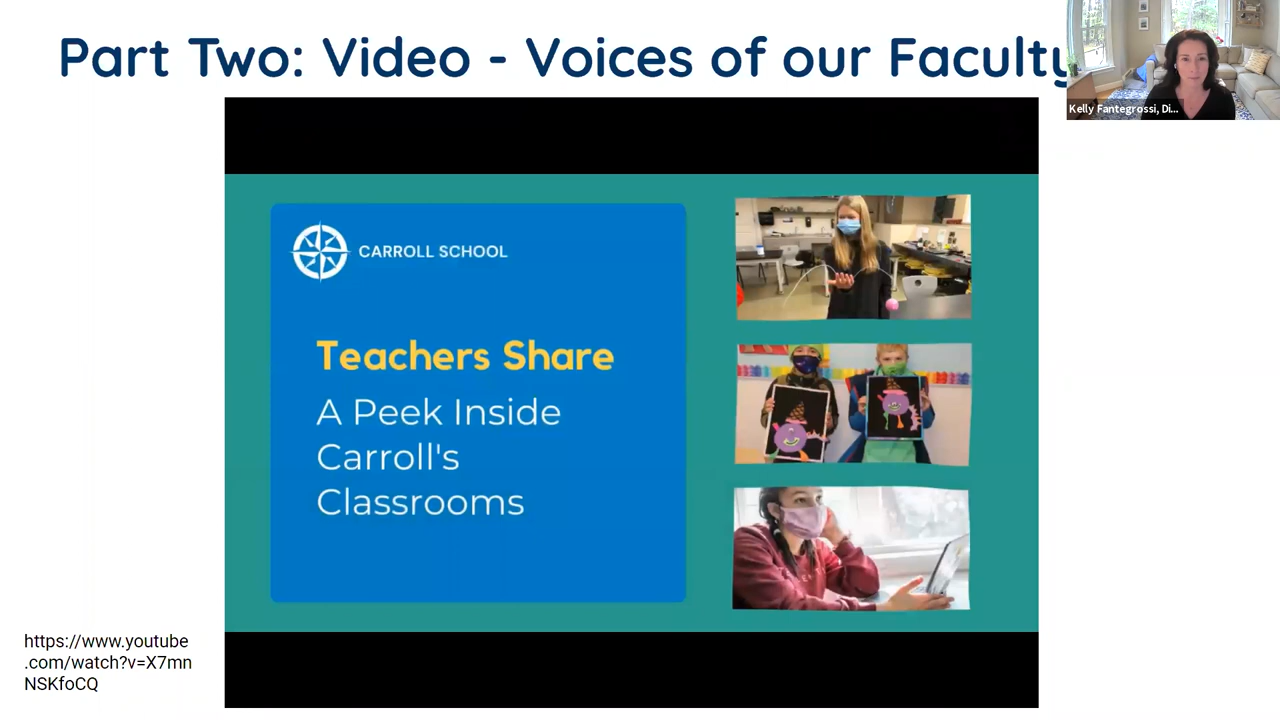 Part Two: Video - Voices of our Faculty
Kelly Fantegrossi, Di...
CARROLL SCHOOL
Teachers Share
A Peek Inside
Carroll's
Classrooms
https://www.youtube
.com/watch?v=X7mn
NSKfoCQ